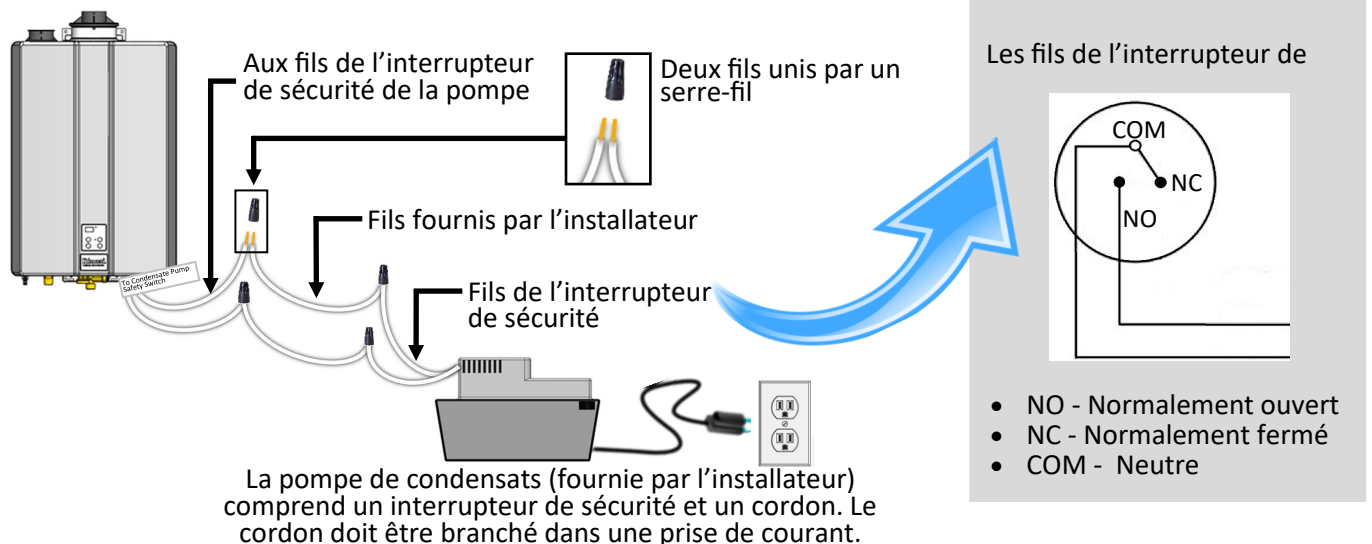 Aux fils de l’interrupteur
de sécurité de la pompe
Deux fils unis par un
serre-fil
Fils fournis par l’installateur
To Condensate Pump
Safety Switch
Rinnai
Fils de l’interrupteur
de sécurité
La pompe de condensats (fournie par l’installateur)
comprend un interrupteur de sécurité et un cordon. Le
cordon doit être branché dans une prise de courant.
Les fils de l’interrupteur de
COM
NC
NO
• NO - Normalement ouvert
• NC - Normalement fermé
• COM - Neutre